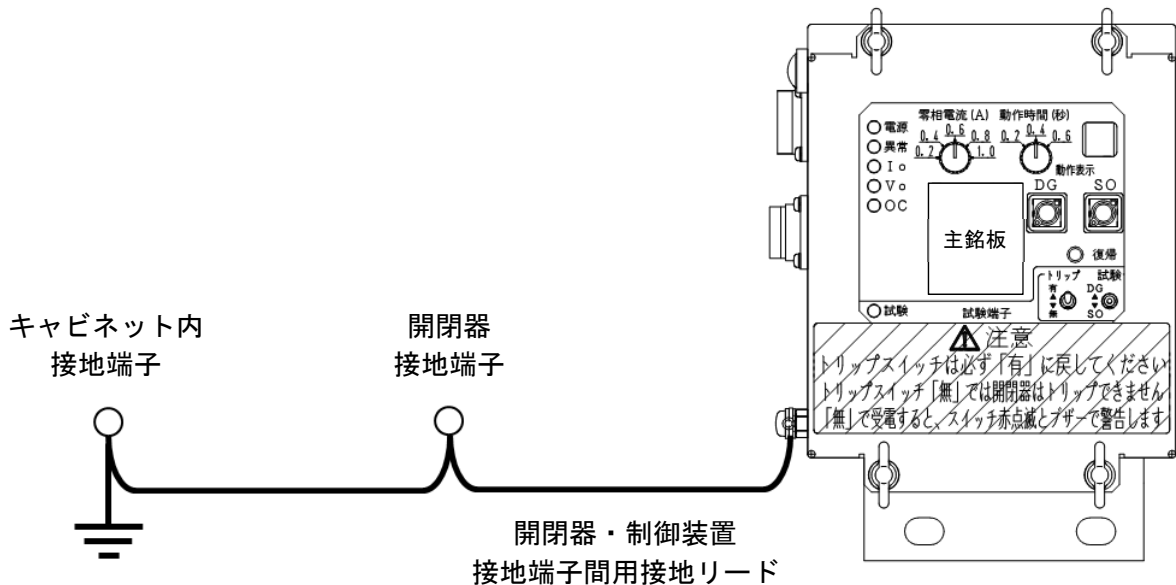 零相電流(A) 動作時間(秒)
電源
異常
Io
Vo
OC
0.2 0.4 0.6 0.8 1.0
0.2 0.4 0.6
動作表示
DG SO
主銘板
復帰
トリップ 試験
有 DG
無 SO
試験 試験端子
注意
トリップスイッチは必ず「有」に戻してください
トリップスイッチ「無」では開閉器はトリップできません
「無」で受電すると、スイッチ赤点滅とブザーで警告します
キャビネット内
接地端子
開閉器
接地端子
開閉器・制御装置
接地端子間用接地リード